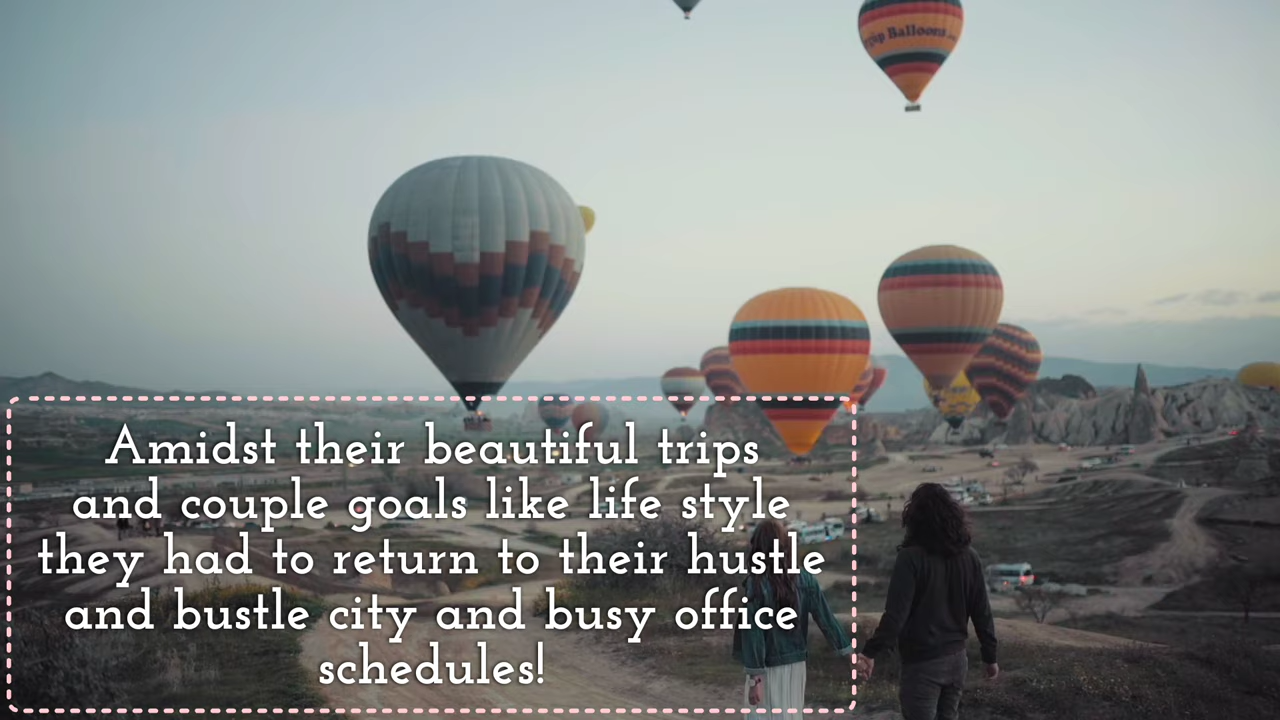 Balloons
Amidst their beautiful trips
and couple goals like life style
they had to return to their hustle
and bustle city and busy office
schedules!